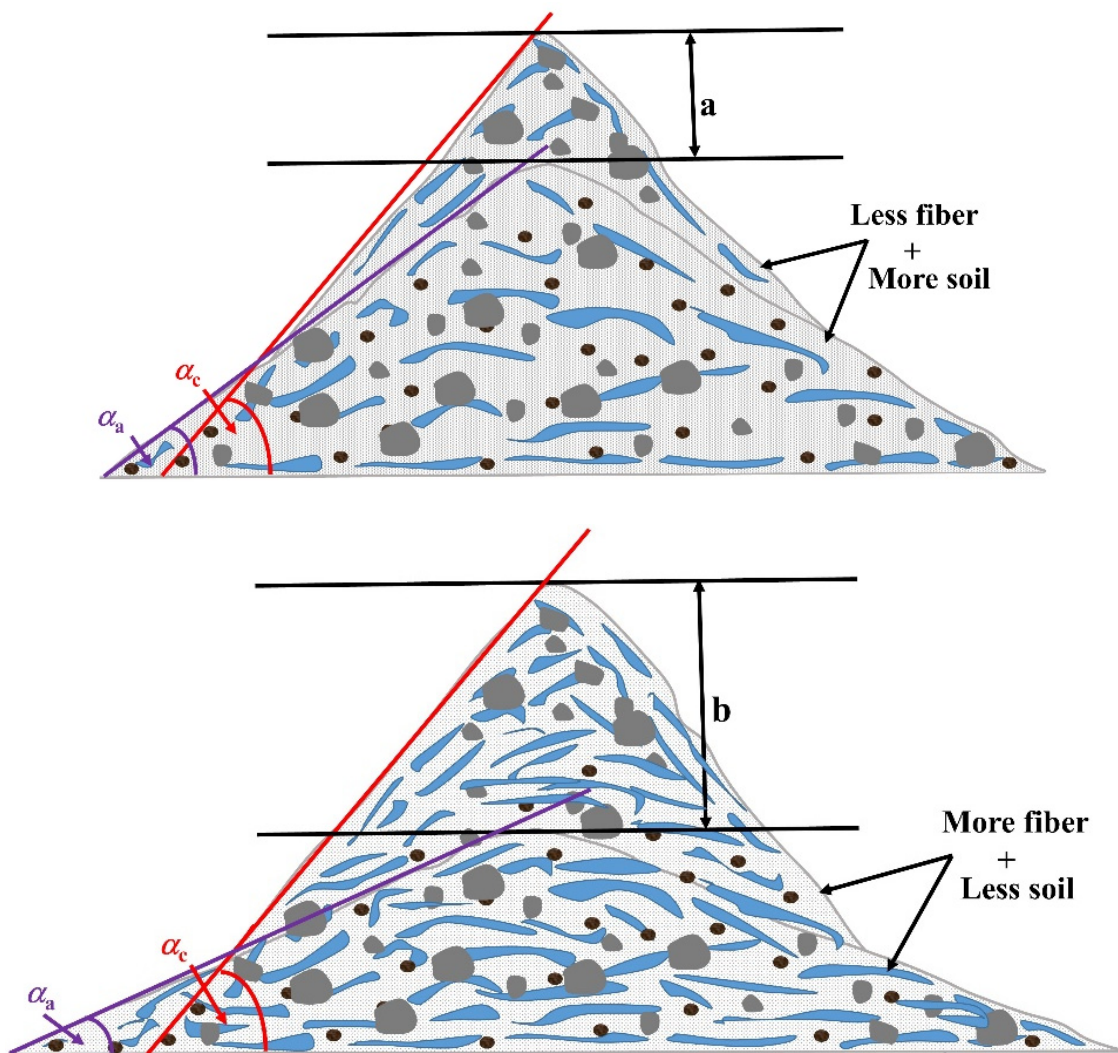 a
Less fiber
+
More soil
αc
αa
b
More fiber
+
Less soil
αc
αa